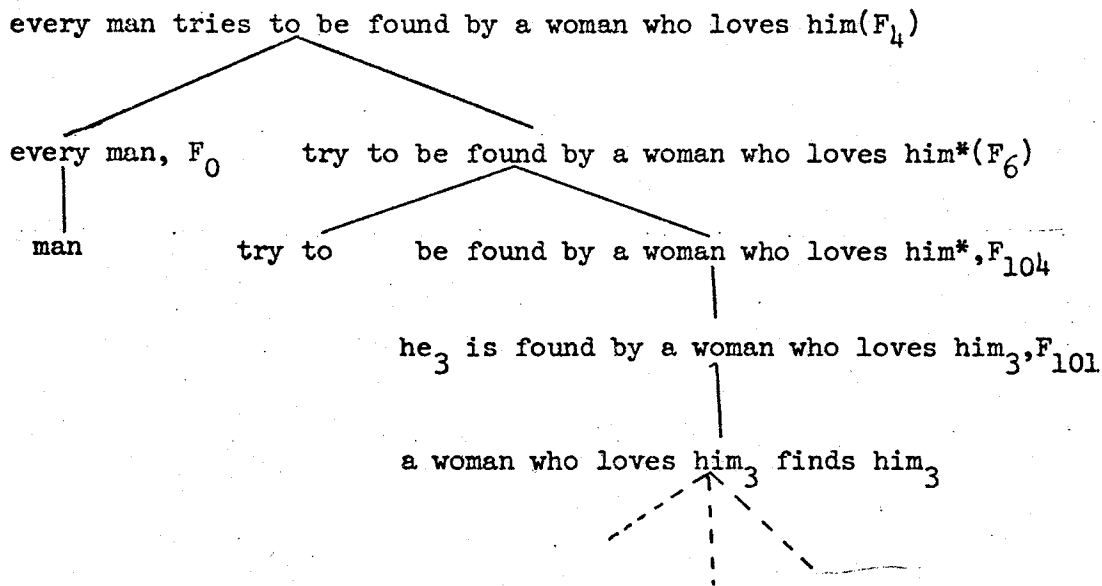 every man tries to be found by a woman who loves him(F₄)
every man, F₀ try to be found by a woman who loves him*(F₆)
man try to be found by a woman who loves him*,F₁₀₄
he₃ is found by a woman who loves him₃,F₁₀₁
a woman who loves him₃ finds him₃